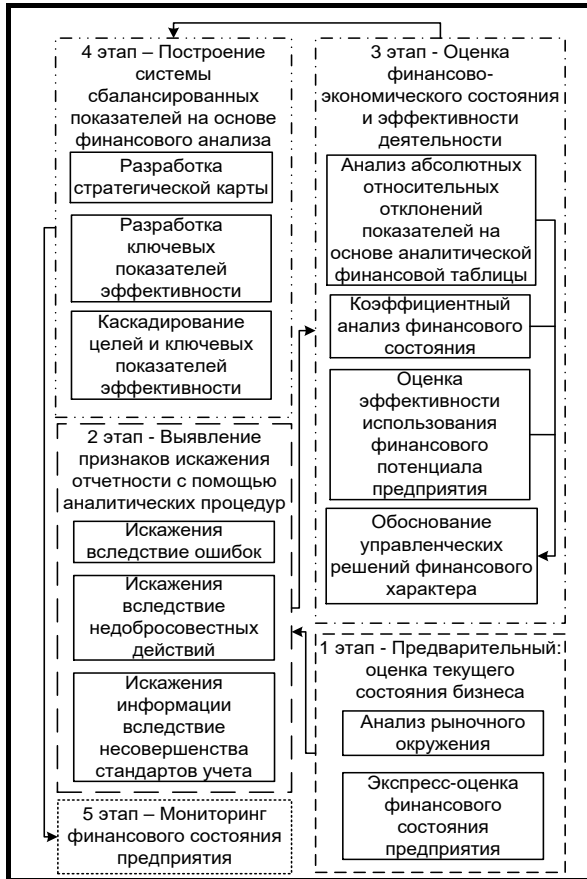 4 этап – Построение
системы
сбалансированных
показателей на основе
финансового анализа
Разработка
стратегической карты
Разработка
ключевых
показателей
эффективности
Каскадирование
целей и ключевых
показателей
эффективности
2 этап - Выявление
признаков искажения
отчетности с помощью
аналитических процедур
Искажения
вследствие ошибок
Искажения
вследствие
недобросовестных
действий
Искажения
информации
вследствие
несовершенства
стандартов учета
5 этап – Мониторинг
финансового состояния
предприятия
3 этап - Оценка
финансово-
экономического состояния
и эффективности
деятельности
Анализ абсолютных
относительных
отклонений
показателей на
основе аналитической
финансовой таблицы
Коэффициентный
анализ финансового
состояния
Оценка
эффективности
использования
финансового
потенциала
предприятия
Обоснование
управленческих
решений финансового
характера
1 этап - Предварительный:
оценка текущего
состояния бизнеса
Анализ рыночного
окружения
Экспресс-оценка
финансового
состояния
предприятия